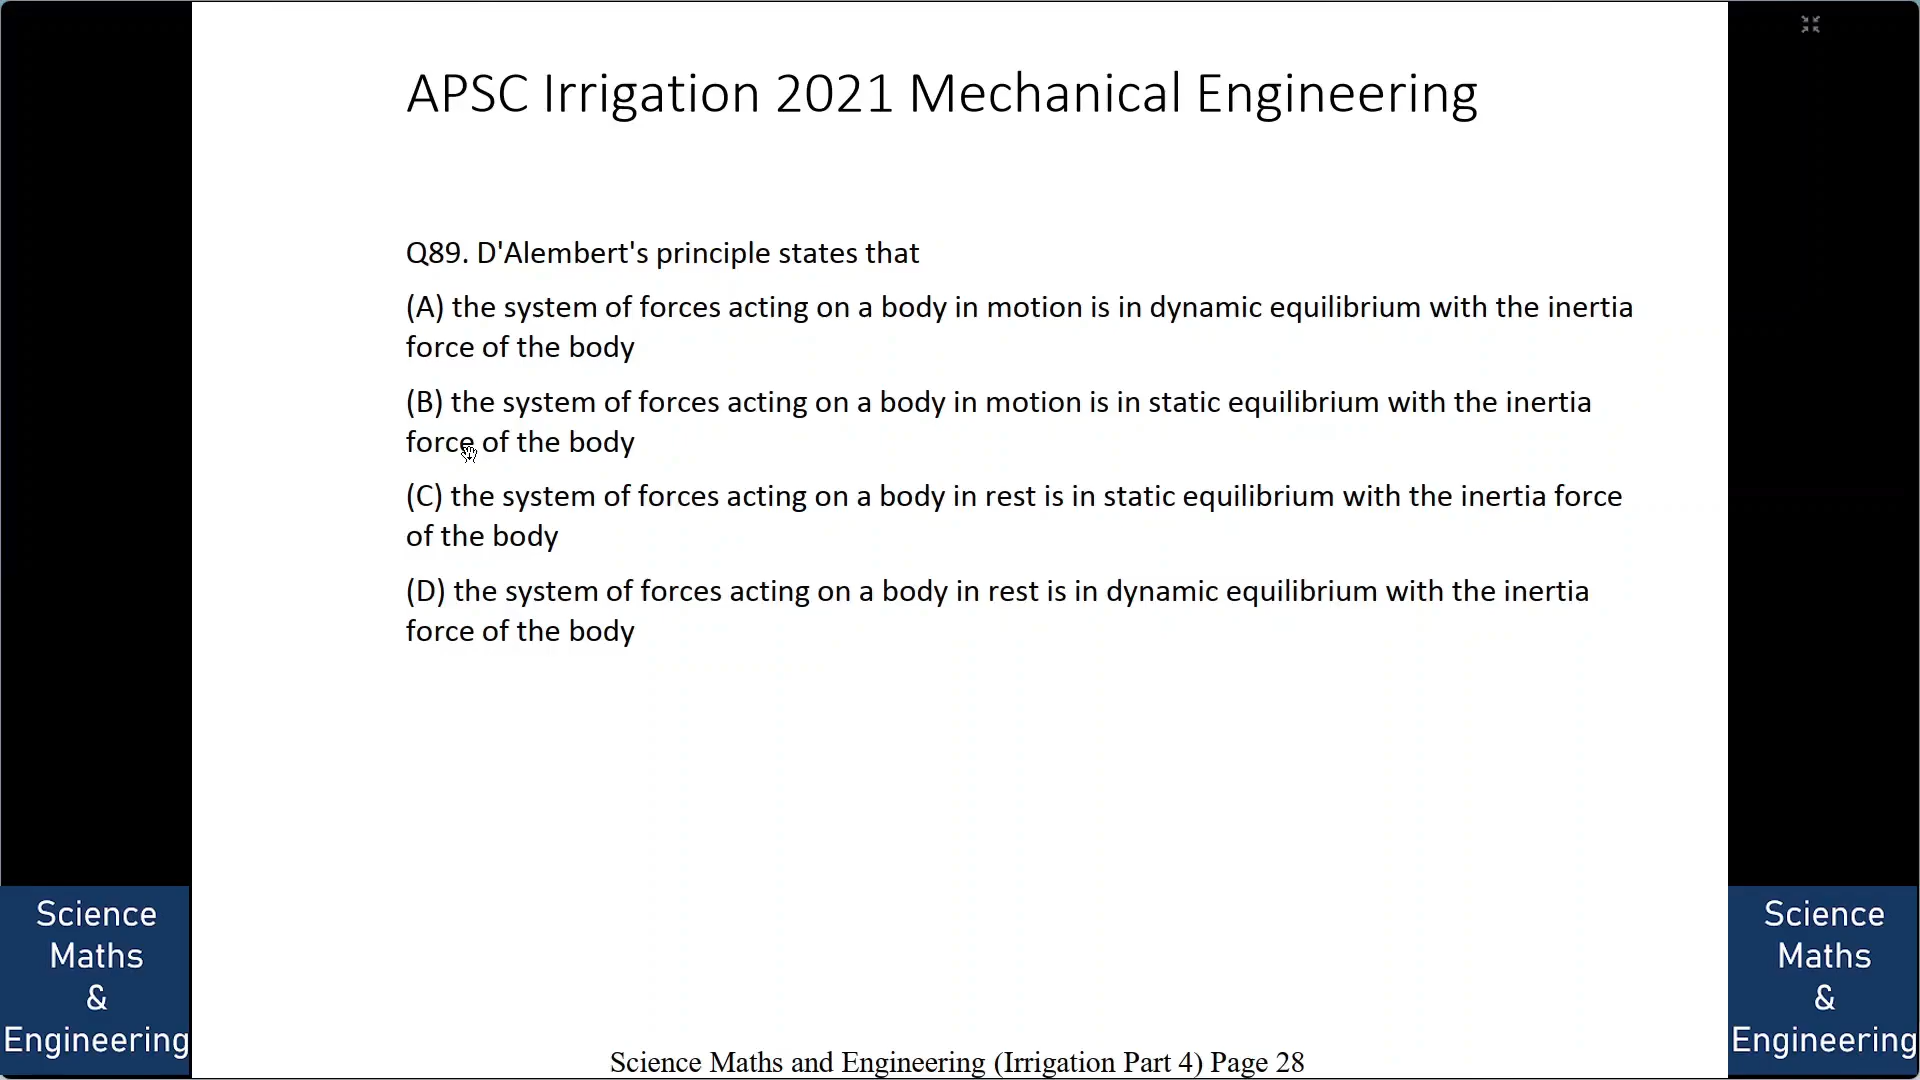 APSC Irrigation 2021 Mechanical Engineering
Q89. D'Alembert's principle states that
(A) the system of forces acting on a body in motion is in dynamic equilibrium with the inertia
force of the body
(B) the system of forces acting on a body in motion is in static equilibrium with the inertia
force of the body
(C) the system of forces acting on a body in rest is in static equilibrium with the inertia force
of the body
(D) the system of forces acting on a body in rest is in dynamic equilibrium with the inertia
force of the body
Science
Maths
&
Engineering
Science
Maths
&
Engineering
Science Maths and Engineering (Irrigation Part 4) Page 28